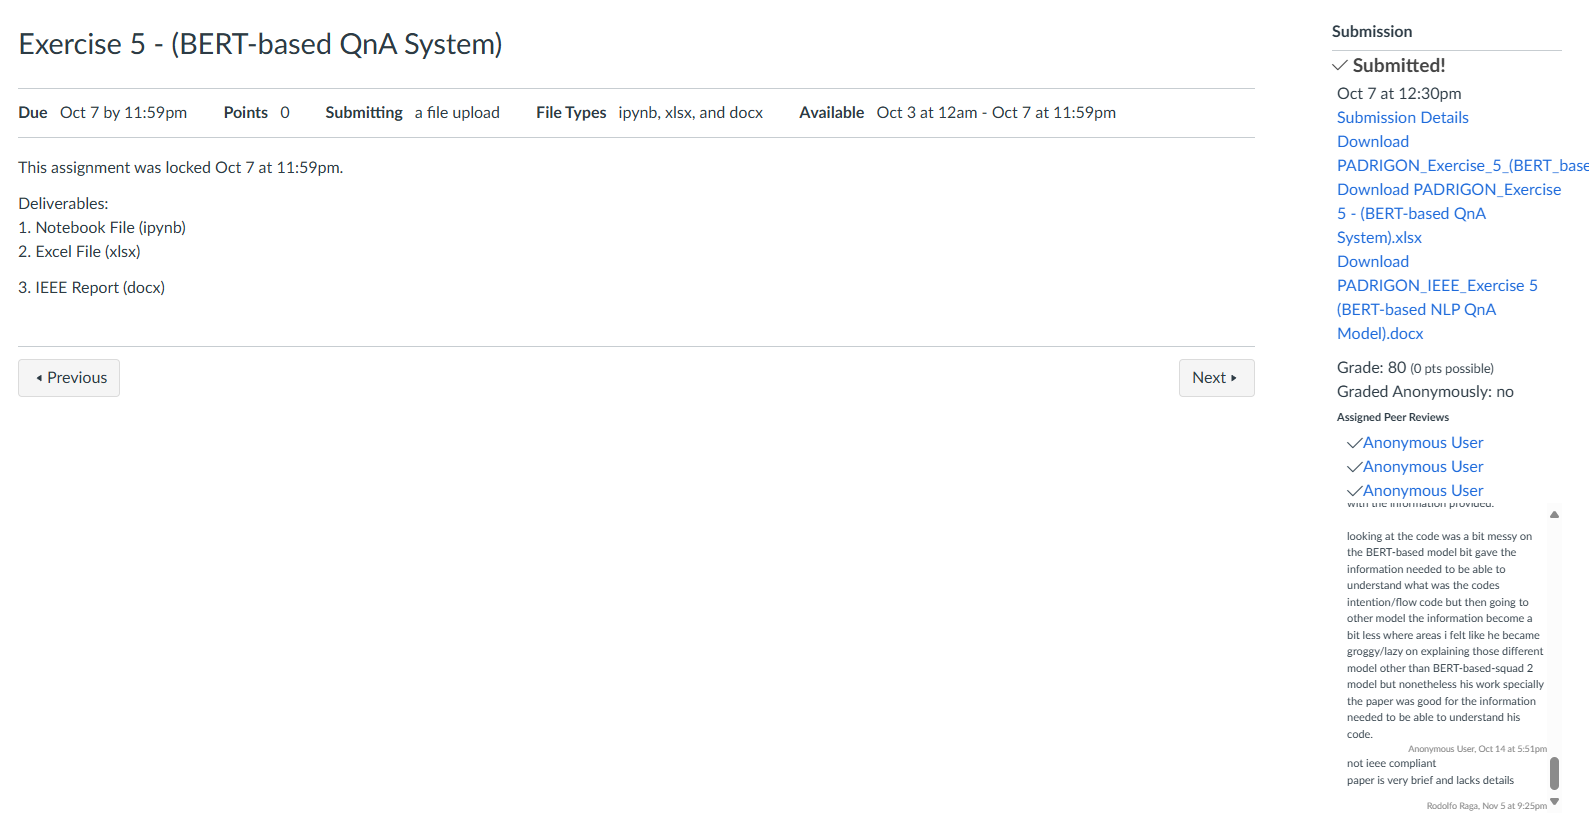 Exercise 5 - (BERT-based QnA System)
Due Oct 7 by 11:59pm Points 0 Submitting a file upload File Types ipynb, xlsx, and docx Available Oct 3 at 12am - Oct 7 at 11:59pm
This assignment was locked Oct 7 at 11:59pm.
Deliverables:
1. Notebook File (ipynb)
2. Excel File (xlsx)
3. IEEE Report (docx)
Previous
Next
Submission
Submitted!
Oct 7 at 12:30pm
Submission Details
Download
PADRIGON_Exercise_5_(BERT_base
Download PADRIGON_Exercise
5 - (BERT-based QnA
System).xlsx
Download
PADRIGON_IEEE_Exercise 5
(BERT-based NLP QnA
Model).docx
Grade: 80 (0 pts possible)
Graded Anonymously: no
Assigned Peer Reviews
Anonymous User
Anonymous User
Anonymous User
with the information provided.
looking at the code was a bit messy on
the BERT-based model bit gave the
information needed to be able to
understand what was the codes
intention/flow code but then going to
other model the information become a
bit less where areas i felt like he became
groggy/lazy on explaining those different
model other than BERT-based-squad 2
model but nonetheless his work specially
the paper was good for the information
needed to be able to understand his
code.
Anonymous User, Oct 14 at 5:51pm
not ieee compliant
paper is very brief and lacks details
Rodolfo Raga, Nov 5 at 9:25pm